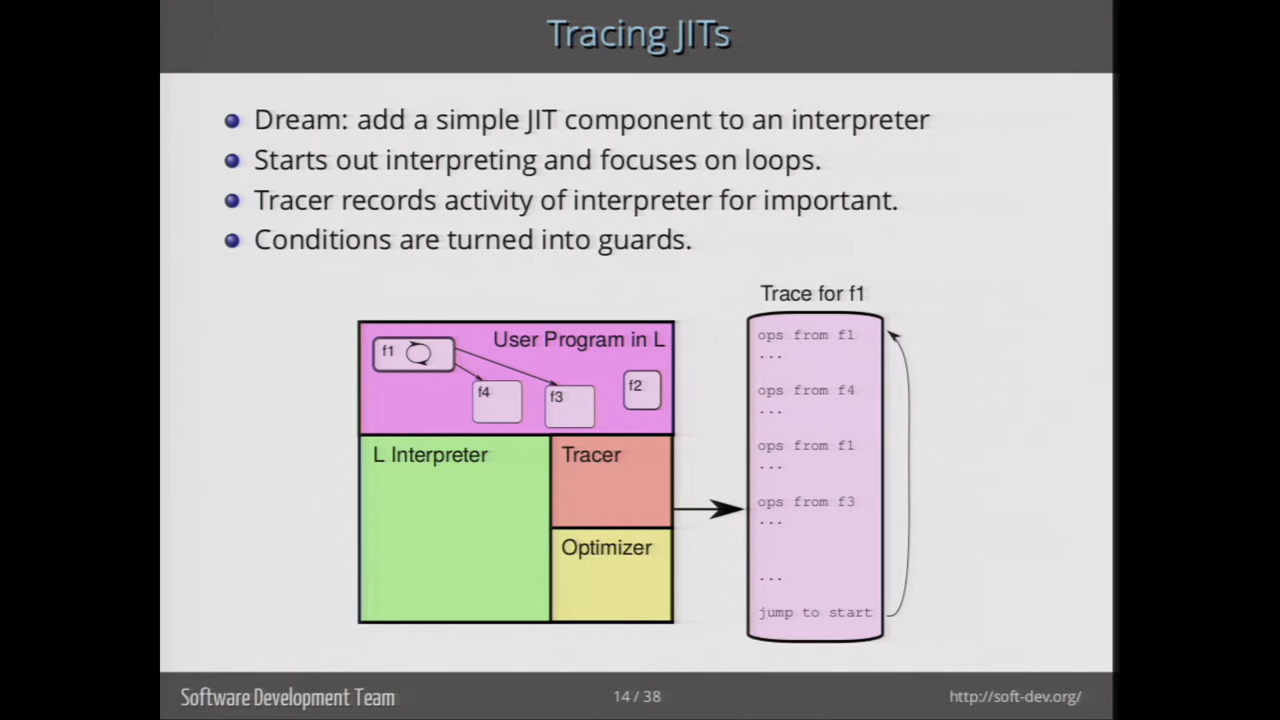 Tracing JITs
Dream: add a simple JIT component to an interpreter
Starts out interpreting and focuses on loops.
Tracer records activity of interpreter for important.
Conditions are turned into guards.
Trace for f1
User Program in L
f1
f4
f3
f2
L Interpreter
Tracer
Optimizer
ops from f1
...
ops from f4
...
ops from f1
...
ops from f3
...
...
jump to start
Software Development Team
14 / 38
http://soft-dev.org/